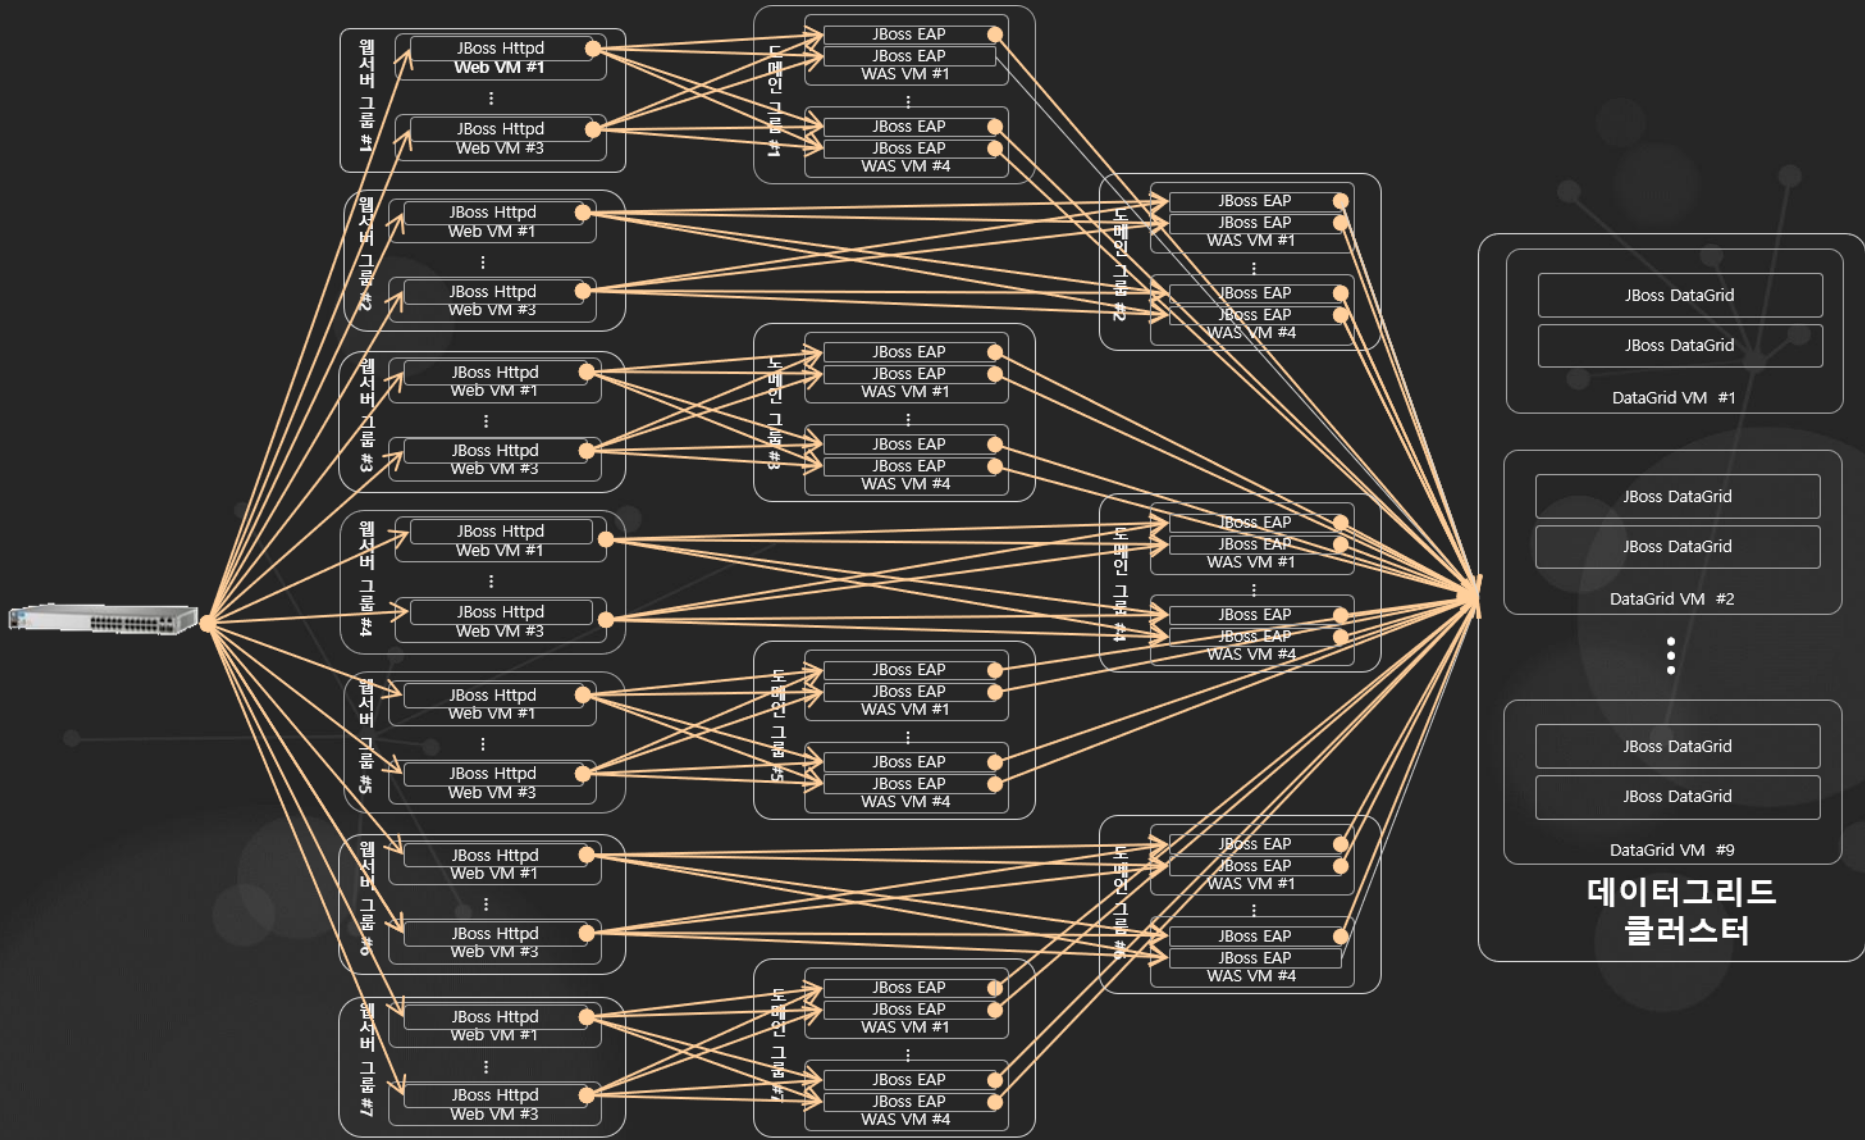 웹서버 그룹 #1
JBoss Httpd
Web VM #1
⋮
JBoss Httpd
Web VM #3
도메인 그룹 #1
JBoss EAP
JBoss EAP
WAS VM #1
⋮
JBoss EAP
JBoss EAP
WAS VM #4
웹서버 그룹 #2
JBoss Httpd
Web VM #1
⋮
JBoss Httpd
Web VM #3
도메인 그룹 #2
JBoss EAP
JBoss EAP
WAS VM #1
⋮
JBoss EAP
JBoss EAP
WAS VM #4
웹서버 그룹 #3
JBoss Httpd
Web VM #1
⋮
JBoss Httpd
Web VM #3
도메인 그룹 #3
JBoss EAP
JBoss EAP
WAS VM #1
⋮
JBoss EAP
JBoss EAP
WAS VM #4
웹서버 그룹 #4
JBoss Httpd
Web VM #1
⋮
JBoss Httpd
Web VM #3
도메인 그룹 #4
JBoss EAP
JBoss EAP
WAS VM #1
⋮
JBoss EAP
JBoss EAP
WAS VM #4
웹서버 그룹 #5
JBoss Httpd
Web VM #1
⋮
JBoss Httpd
Web VM #3
도메인 그룹 #5
JBoss EAP
JBoss EAP
WAS VM #1
⋮
JBoss EAP
JBoss EAP
WAS VM #4
웹서버 그룹 #6
JBoss Httpd
Web VM #1
⋮
JBoss Httpd
Web VM #3
도메인 그룹 #6
JBoss EAP
JBoss EAP
WAS VM #1
⋮
JBoss EAP
JBoss EAP
WAS VM #4
웹서버 그룹 #7
JBoss Httpd
Web VM #1
⋮
JBoss Httpd
Web VM #3
도메인 그룹 #7
JBoss EAP
JBoss EAP
WAS VM #1
⋮
JBoss EAP
JBoss EAP
WAS VM #4
JBoss DataGrid
JBoss DataGrid
DataGrid VM #1
JBoss DataGrid
JBoss DataGrid
DataGrid VM #2
⋮
JBoss DataGrid
JBoss DataGrid
DataGrid VM #9
데이터그리드
클러스터